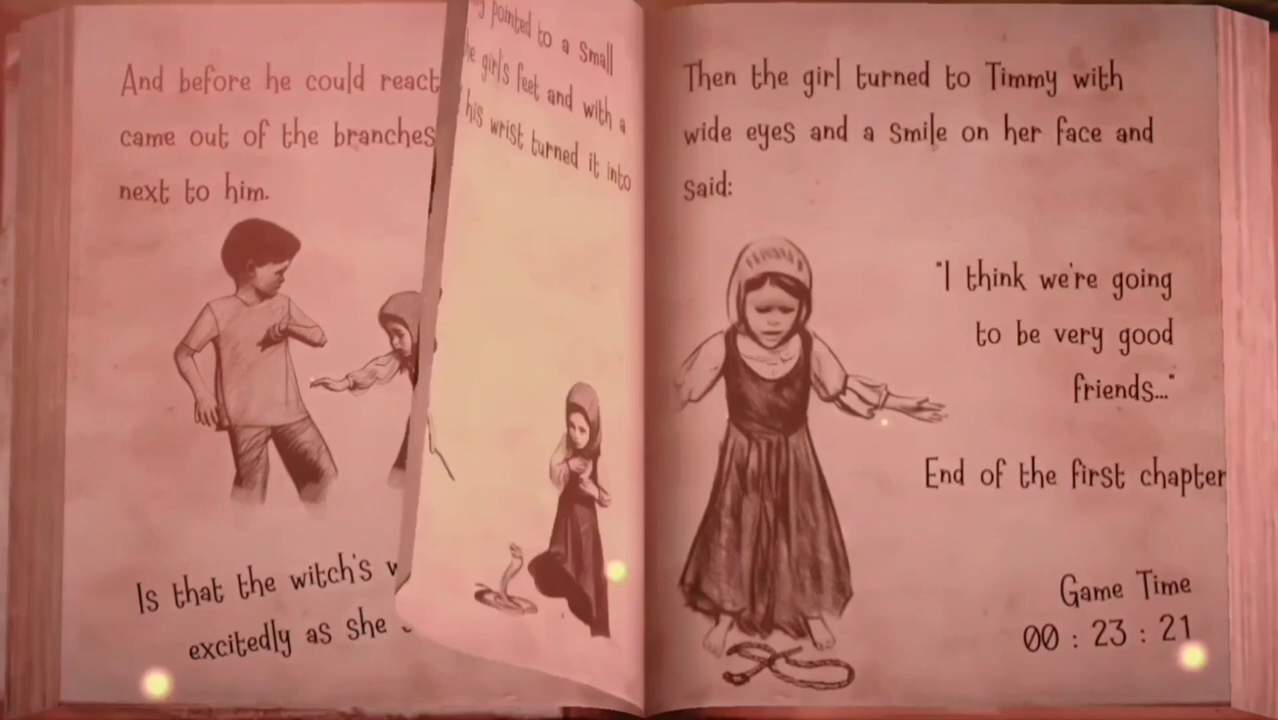 And before he could react
came out of the branches
next to him.
Is that the witch's
excitedly as she
pointed to a small
girl's feet and with a
his wrist turned it into
Then the girl turned to Timmy with
wide eyes and a smile on her face and
said:
"I think we're going
to be very good
friends..."
End of the first chapter
Game Time
00 : 23 : 21